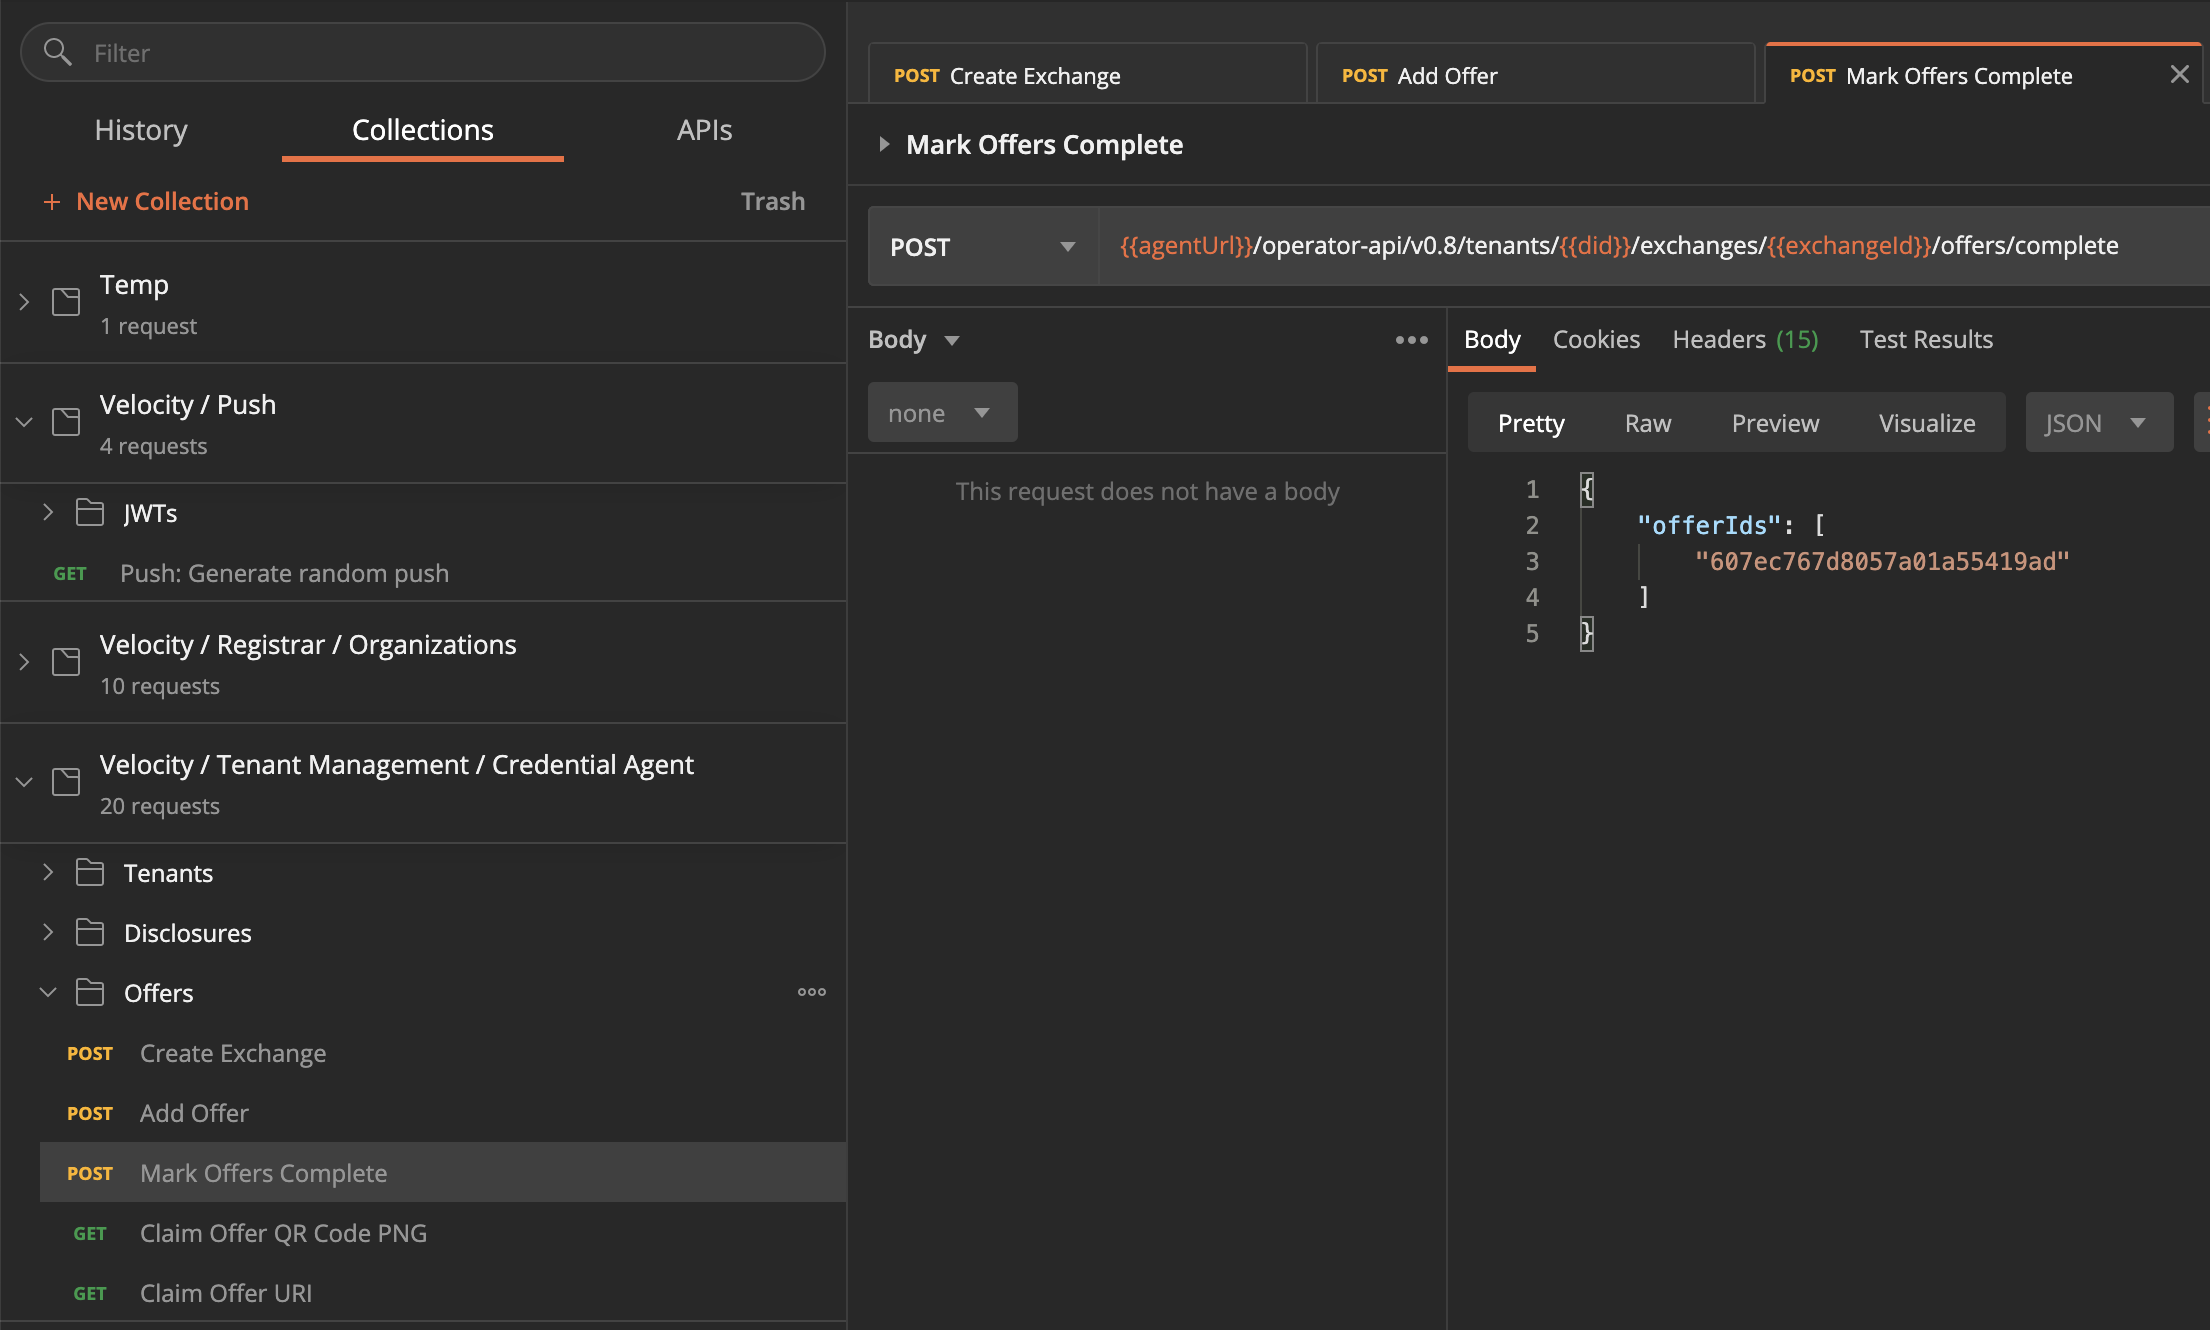 Filter
History Collections APIs
+ New Collection Trash
Temp
1 request
Velocity / Push
4 requests
JWTs
GET Push: Generate random push
Velocity / Registrar / Organizations
10 requests
Velocity / Tenant Management / Credential Agent
20 requests
Tenants
Disclosures
Offers
POST Create Exchange
POST Add Offer
POST Mark Offers Complete
GET Claim Offer QR Code PNG
GET Claim Offer URI
POST Create Exchange POST Add Offer POST Mark Offers Complete
Mark Offers Complete
POST {{agentUrl}}/operator-api/v0.8/tenants/{{did}}/exchanges/{{exchangeId}}/offers/complete
Body
none
This request does not have a body
Body Cookies Headers (15) Test Results
Pretty Raw Preview Visualize JSON
1 {
2 "offerIds": [
3 "607ec767d8057a01a55419ad"
4 ]
5 }